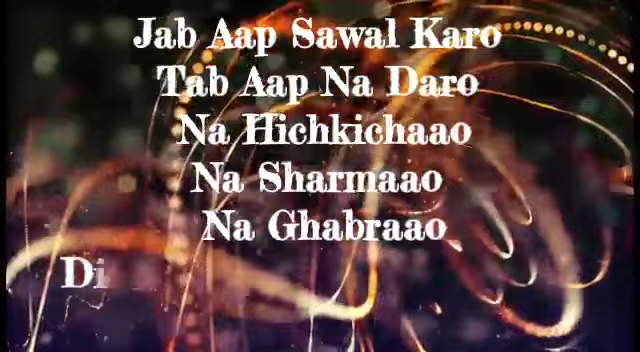 Jab Aap Sawal Karo
Tab Aap Na Daro
Na Hichkichaao
Na Sharmaao
Na Ghabraao
Di